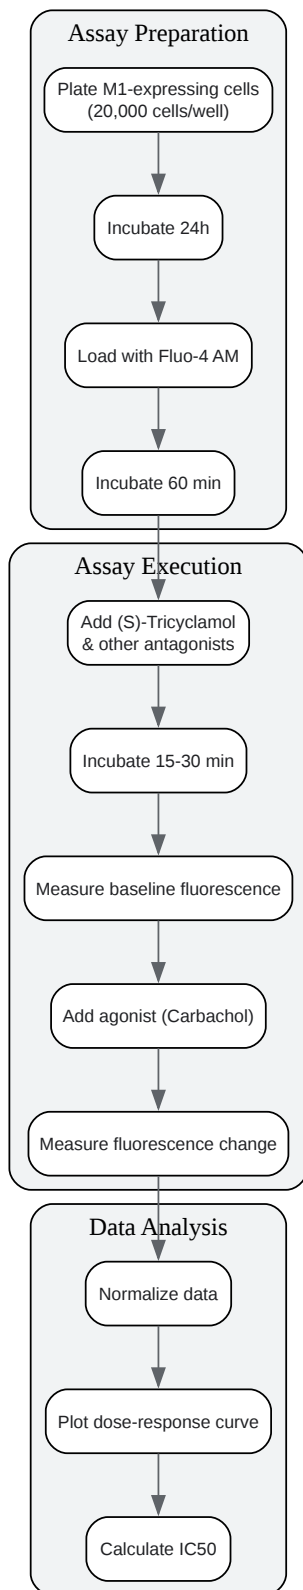 Assay Preparation
Plate M1-expressing cells
(20,000 cells/well)
Incubate 24h
Load with Fluo-4 AM
Incubate 60 min
Assay Execution
Add (S)-Tricyclamol
& other antagonists
Incubate 15-30 min
Measure baseline fluorescence
Add agonist (Carbachol)
Measure fluorescence change
Data Analysis
Normalize data
Plot dose-response curve
Calculate IC50